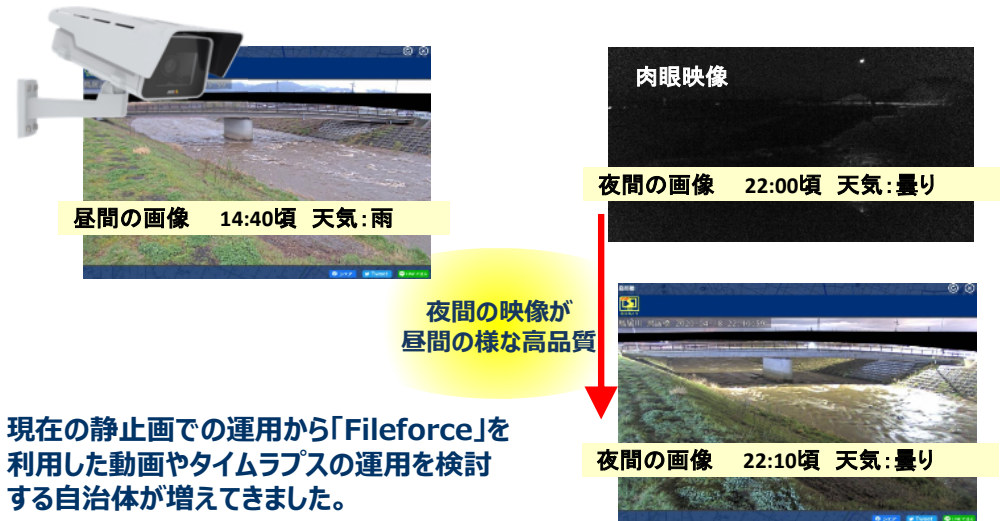 肉眼映像
夜間の画像 22:00頃 天気:曇り
昼間の画像 14:40頃 天気:雨
夜間の映像が
昼間の様な高品質
現在の静止画での運用から「Fileforce」を
利用した動画やタイムラプスの運用を検討
する自治体が増えてきました。
夜間の画像 22:10頃 天気:曇り